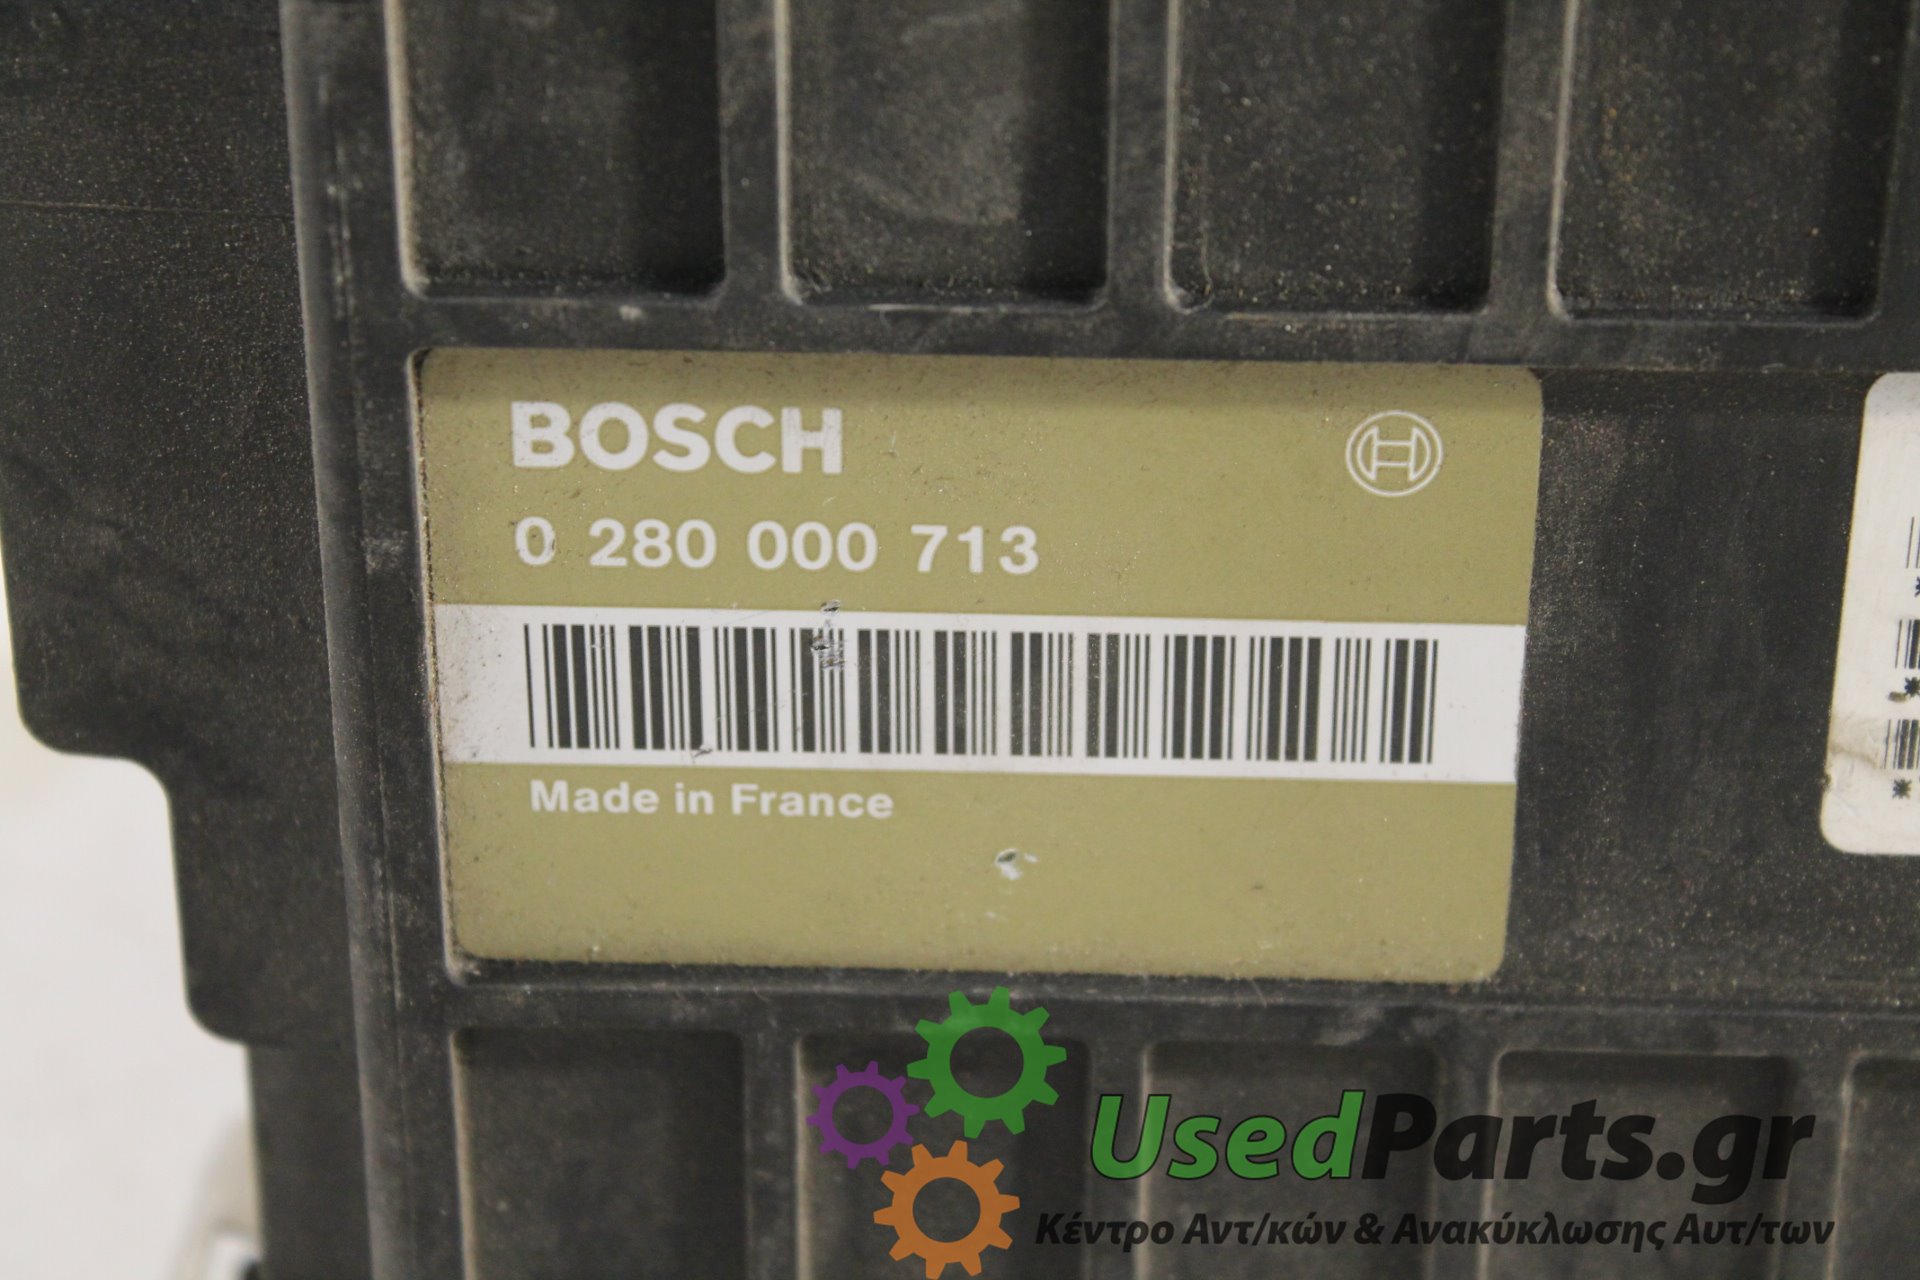 BOSCH
0 280 000 713
Made in France
UsedParts.gr
Κέντρο Αντ/κών & Ανακύκλωσης Αυτ/των